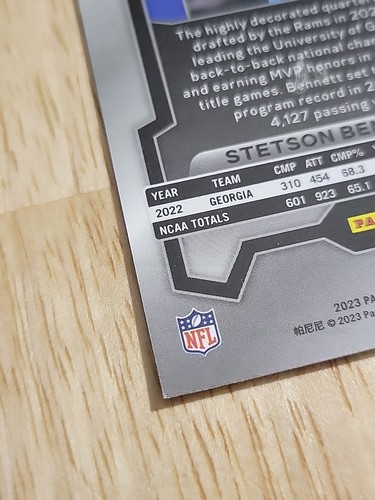 The highly decorated quarter
drafted by the Rams in 202
leading the University of G
back-to-back national cha
and earning MVP honors in
title games. Bennett set
program record in 2
4,127 passing y
STETSON BEN
YEAR TEAM CMP ATT CMP%
2022 GEORGIA 310 454 68.3
NCAA TOTALS 601 923 65.1
PA
2023 PA
帕尼尼 © 2023 Pa
NFL